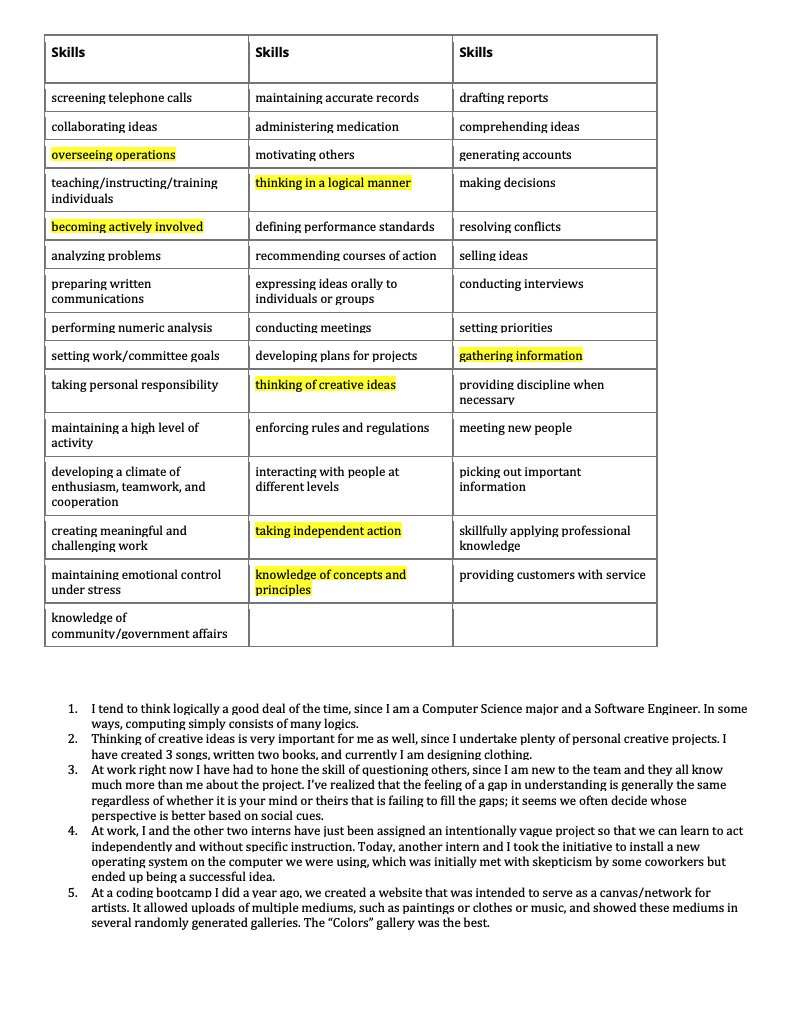 Skills Skills Skills
screening telephone calls maintaining accurate records drafting reports
collaborating ideas administering medication comprehending ideas
overseeing operations motivating others generating accounts
teaching/instructing/training thinking in a logical manner making decisions
individuals
becoming actively involved defining performance standards resolving conflicts
analyzing problems recommending courses of action selling ideas
preparing written expressing ideas orally to conducting interviews
communications individuals or groups
performing numeric analysis conducting meetings setting priorities
setting work/committee goals developing plans for projects gathering information
taking personal responsibility thinking of creative ideas providing discipline when
necessary
maintaining a high level of enforcing rules and regulations meeting new people
activity
developing a climate of interacting with people at picking out important
enthusiasm, teamwork, and different levels information
cooperation
creating meaningful and taking independent action skillfully applying professional
challenging work knowledge
maintaining emotional control knowledge of concepts and providing customers with service
under stress principles
knowledge of
community/government affairs
1. I tend to think logically a good deal of the time, since I am a Computer Science major and a Software Engineer. In some
ways, computing simply consists of many logics.
2. Thinking of creative ideas is very important for me as well, since I undertake plenty of personal creative projects. I
have created 3 songs, written two books, and currently I am designing clothing.
3. At work right now I have had to hone the skill of questioning others, since I am new to the team and they all know
much more than me about the project. I've realized that the feeling of a gap in understanding is generally the same
regardless of whether it is your mind or theirs that is failing to fill the gaps; it seems we often decide whose
perspective is better based on social cues.
4. At work, I and the other two interns have just been assigned an intentionally vague project so that we can learn to act
independently and without specific instruction. Today, another intern and I took the initiative to install a new
operating system on the computer we were using, which was initially met with skepticism by some coworkers but
ended up being a successful idea.
5. At a coding bootcamp I did a year ago, we created a website that was intended to serve as a canvas/network for
artists. It allowed uploads of multiple mediums, such as paintings or clothes or music, and showed these mediums in
several randomly generated galleries. The “Colors” gallery was the best.